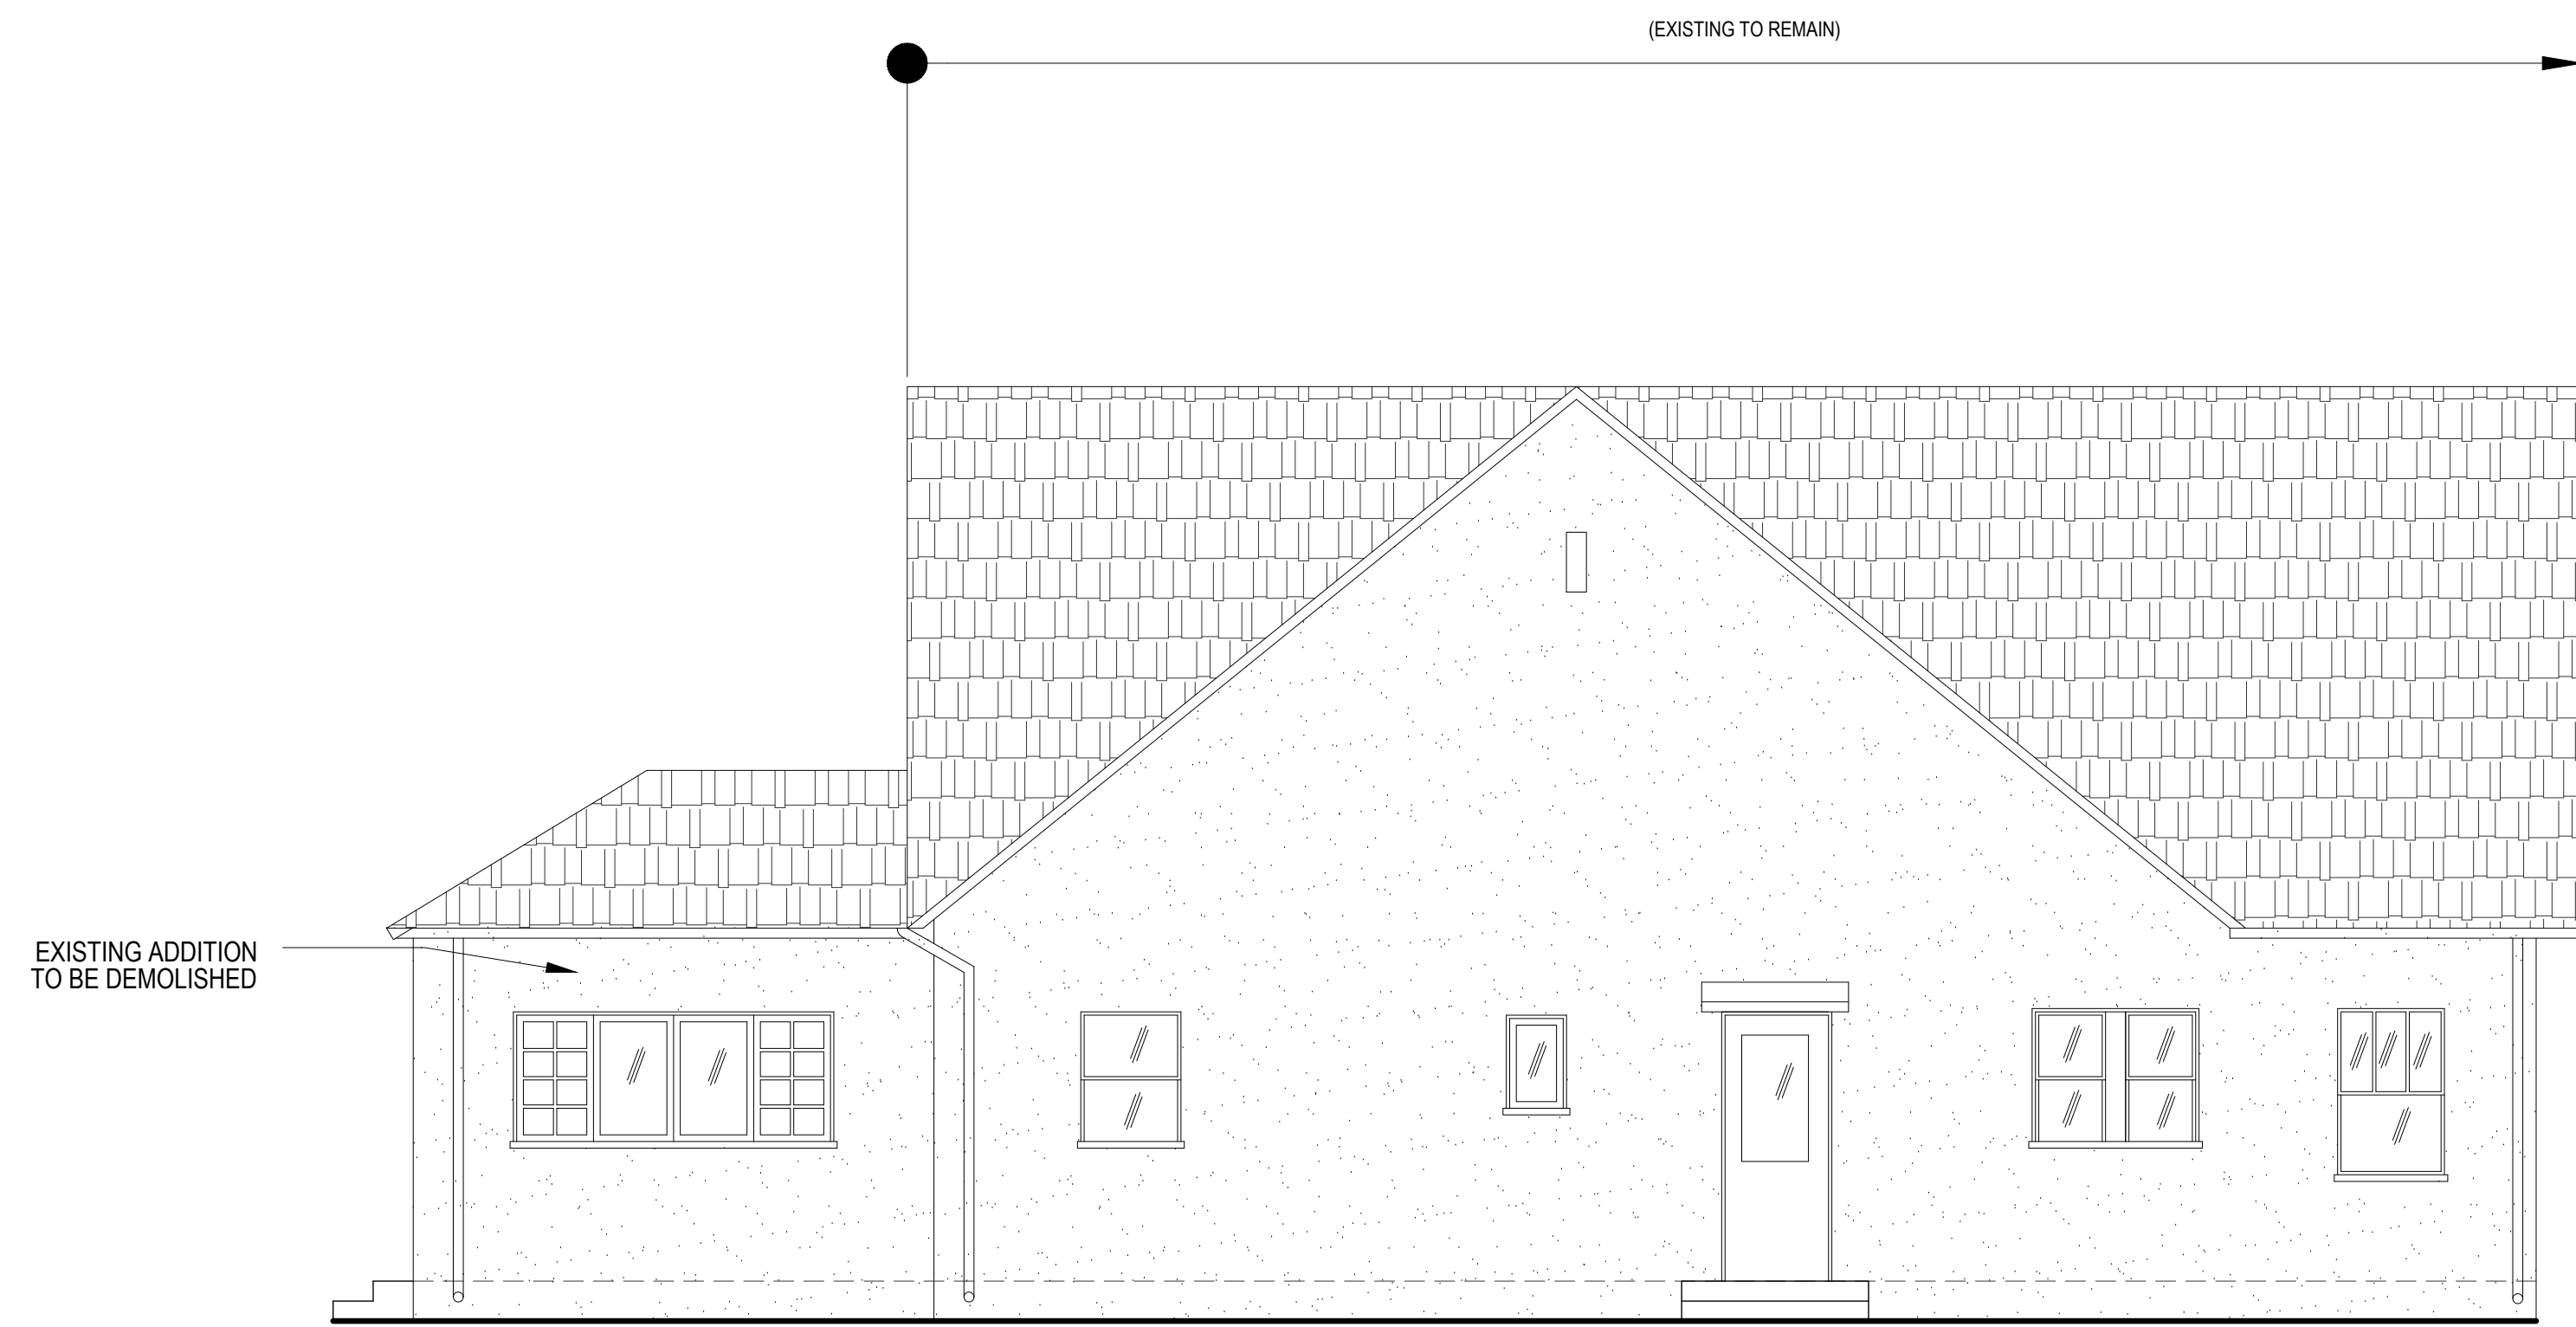 (EXISTING TO REMAIN)
EXISTING ADDITION
TO BE DEMOLISHED